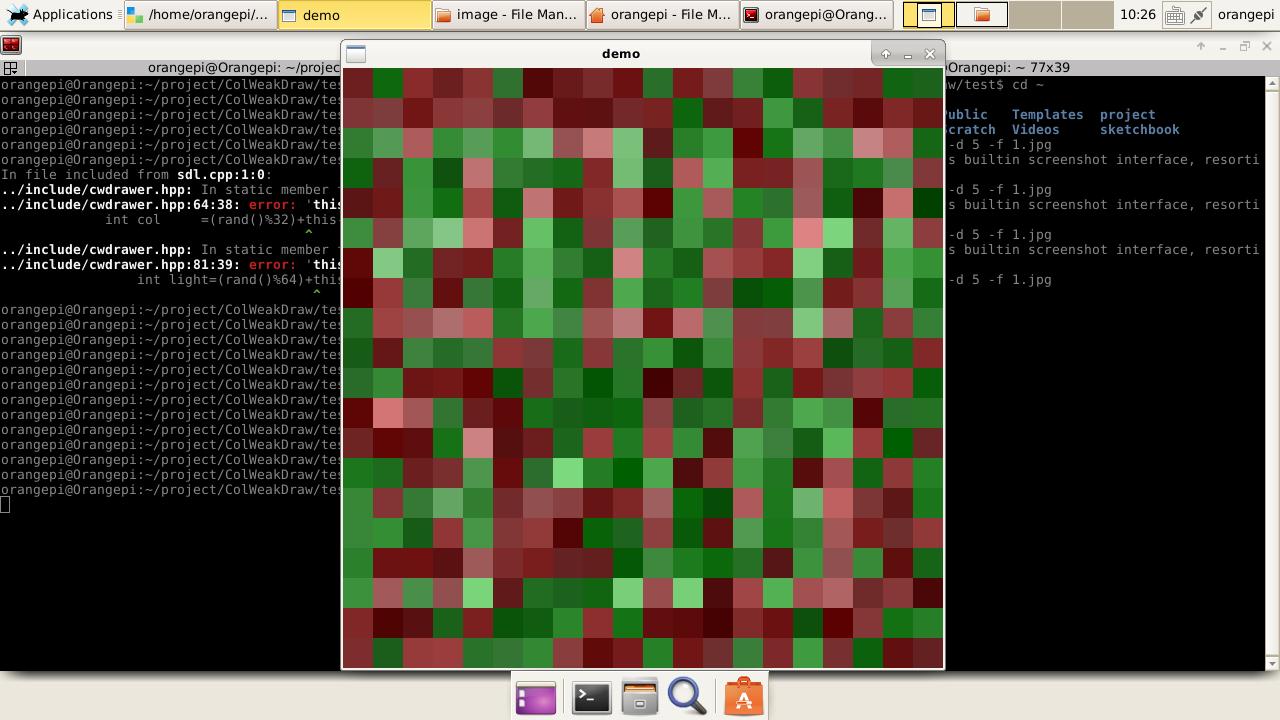 Applications
/home/orangepi/...
demo
image - File Man...
orangepi - File M...
orangepi@Orang...
10:26
orangepi
demo
orangepi@Orangepi: ~/projec
Orangepi: ~ 77x39
orangepi@Orangepi:~/project/ColWeakDraw/tes
orangepi@Orangepi:~/project/ColWeakDraw/tes
orangepi@Orangepi:~/project/ColWeakDraw/tes
orangepi@Orangepi:~/project/ColWeakDraw/tes
orangepi@Orangepi:~/project/ColWeakDraw/tes
orangepi@Orangepi:~/project/ColWeakDraw/tes
In file included from sdl.cpp:1:0:
../include/cwdrawer.hpp: In static member
../include/cwdrawer.hpp:64:38: error: 'this
int col     =(rand()%32)+this
^
../include/cwdrawer.hpp: In static member
../include/cwdrawer.hpp:81:39: error: 'this
int light=(rand()%64)+this
^
orangepi@Orangepi:~/project/ColWeakDraw/tes
orangepi@Orangepi:~/project/ColWeakDraw/tes
orangepi@Orangepi:~/project/ColWeakDraw/tes
orangepi@Orangepi:~/project/ColWeakDraw/tes
orangepi@Orangepi:~/project/ColWeakDraw/tes
orangepi@Orangepi:~/project/ColWeakDraw/tes
orangepi@Orangepi:~/project/ColWeakDraw/tes
orangepi@Orangepi:~/project/ColWeakDraw/tes
orangepi@Orangepi:~/project/ColWeakDraw/tes
orangepi@Orangepi:~/project/ColWeakDraw/tes
orangepi@Orangepi:~/project/ColWeakDraw/tes
orangepi@Orangepi:~/project/ColWeakDraw/tes
orangepi@Orangepi:~/project/ColWeakDraw/tes
w/test$ cd ~
ublic   Templates  project
cratch  Videos     sketchbook
-d 5 -f 1.jpg
s builtin screenshot interface, resorti
-d 5 -f 1.jpg
s builtin screenshot interface, resorti
-d 5 -f 1.jpg
s builtin screenshot interface, resorti
-d 5 -f 1.jpg